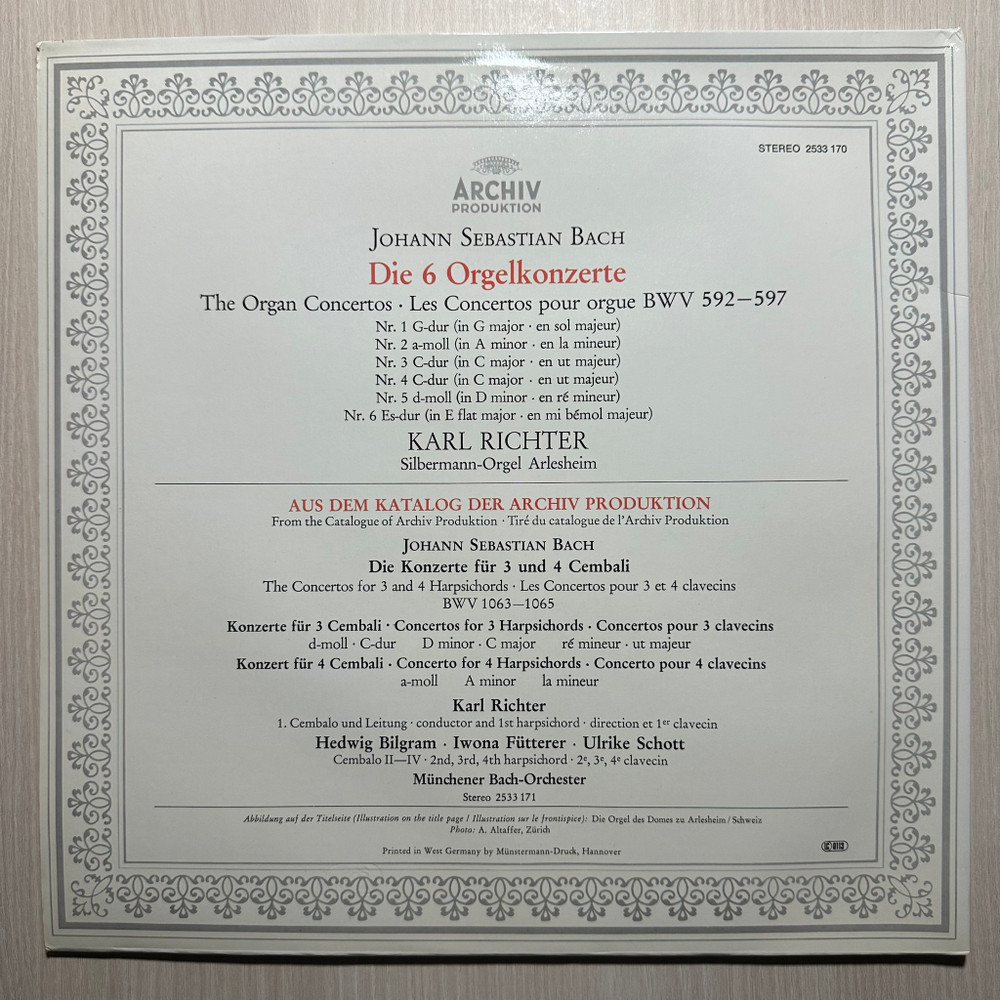 STEREO 2533 170
ARCHIV
PRODUKTION
JOHANN SEBASTIAN BACH
Die 6 Orgelkonzerte
The Organ Concertos · Les Concertos pour orgue BWV 592—597
Nr. 1 G-dur (in G major · en sol majeur)
Nr. 2 a-moll (in A minor · en la mineur)
Nr. 3 C-dur (in C major · en ut majeur)
Nr. 4 C-dur (in C major · en ut majeur)
Nr. 5 d-moll (in D minor · en ré mineur)
Nr. 6 Es-dur (in E flat major · en mi bémol majeur)
KARL RICHTER
Silbermann-Orgel Arlesheim
AUS DEM KATALOG DER ARCHIV PRODUKTION
From the Catalogue of Archiv Produktion · Tiré du catalogue de l'Archiv Produktion
JOHANN SEBASTIAN BACH
Die Konzerte für 3 und 4 Cembali
The Concertos for 3 and 4 Harpsichords · Les Concertos pour 3 et 4 clavecins
BWV 1063—1065
Konzerte für 3 Cembali · Concertos for 3 Harpsichords · Concertos pour 3 clavecins
d-moll · C-dur D minor · C major ré mineur · ut majeur
Konzert für 4 Cembali · Concerto for 4 Harpsichords · Concerto pour 4 clavecins
a-moll A minor la mineur
Karl Richter
1. Cembalo und Leitung · conductor and 1st harpsichord · direction et 1er clavecin
Hedwig Bilgram · Iwona Fütterer · Ulrike Schott
Cembalo II—IV · 2nd, 3rd, 4th harpsichord · 2e, 3e, 4e clavecin
Münchener Bach-Orchester
Stereo 2533 171
Abbildung auf der Titelseite (Illustration on the title page / Illustration sur le frontispice): Die Orgel des Domes zu Arlesheim / Schweiz
Photo: A. Altaffer, Zürich
Printed in West Germany by Münstermann-Druck, Hannover
0112